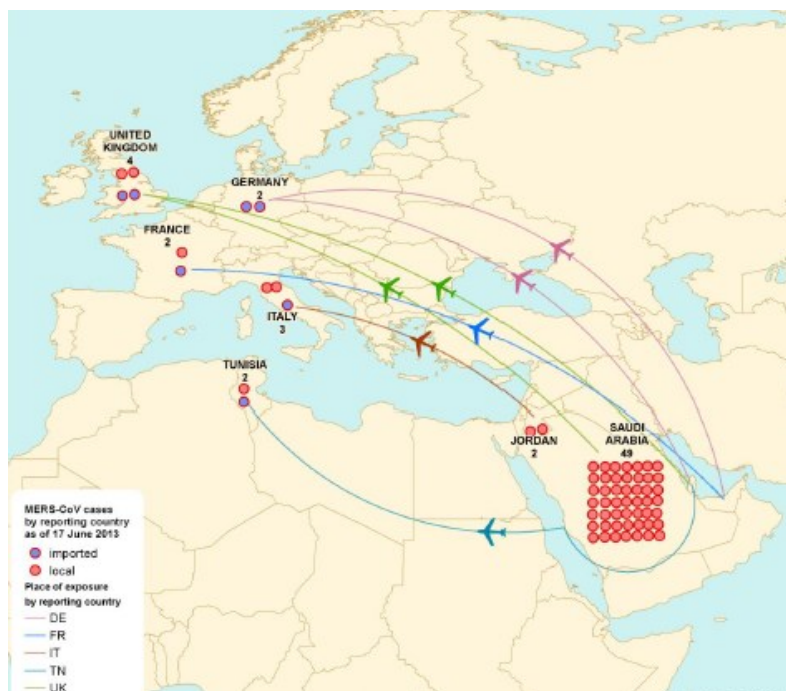 UNITED
KINGDOM
4
GERMANY
2
FRANCE
2
ITALY
3
TUNISIA
2
JORDAN
2
SAUDI
ARABIA
49
MERS-CoV cases
by reporting country
as of 17 June 2013
imported
local
Place of exposure
by reporting country
DE
FR
IT
TN
UK